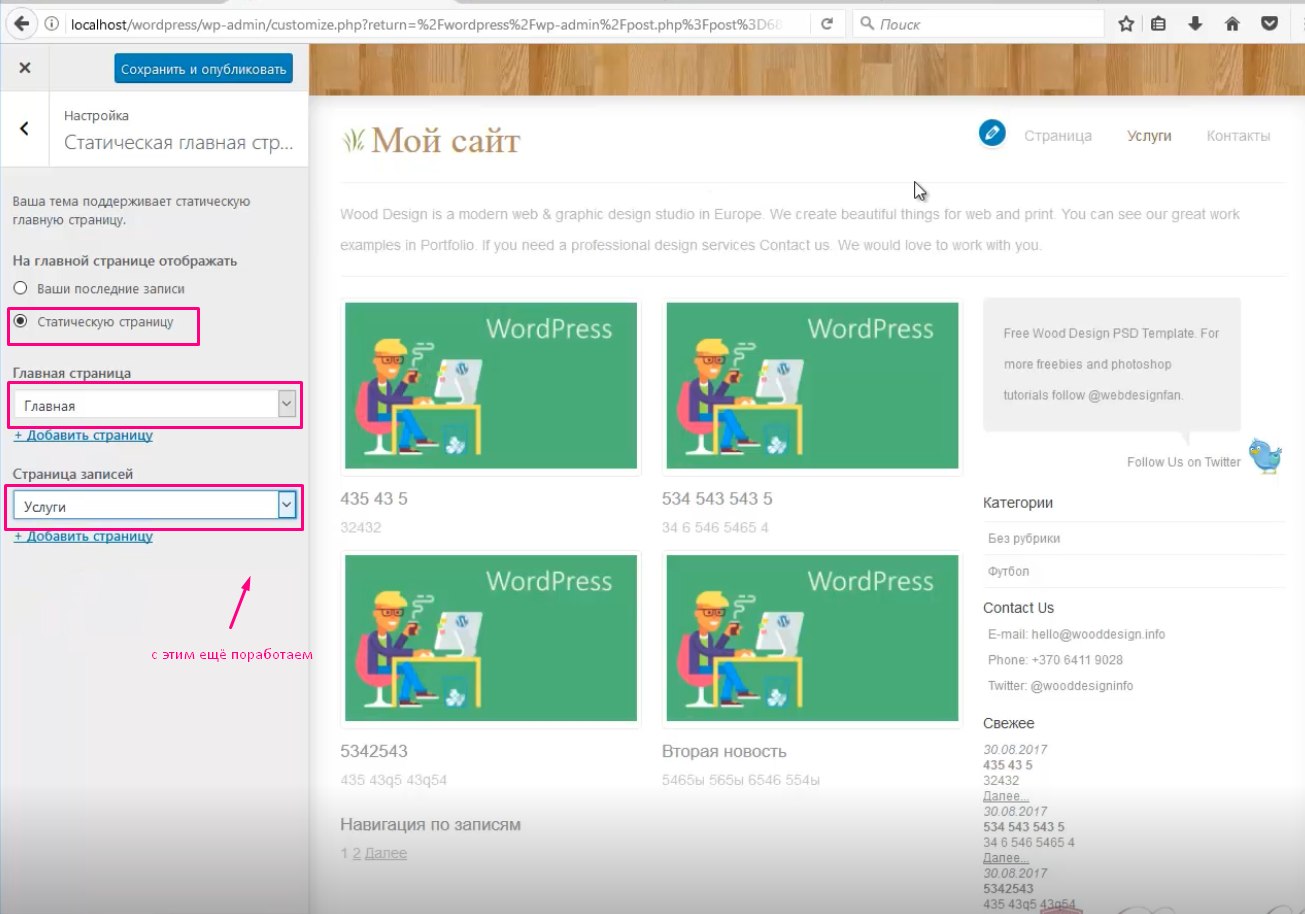 localhost/wordpress/wp-admin/customize.php?return=%2Fwordpress%2Fwp-admin%2Fpost.php%3Fpost%3D68
Поиск
Сохранить и опубликовать
Настройка
Статическая главная стр...
Ваша тема поддерживает статическую
главную страницу.
На главной странице отображать
Ваши последние записи
Статическую страницу
Главная страница
Главная
+ Добавить страницу
Страница записей
Услуги
+ Добавить страницу
с этим ещё поработаем
Мой сайт
Страница Услуги Контакты
Wood Design is a modern web & graphic design studio in Europe. We create beautiful things for web and print. You can see our great work
examples in Portfolio. If you need a professional design services Contact us. We would love to work with you.
WordPress
WordPress
435 43 5
534 543 543 5
32432
34 6 546 5465 4
WordPress
WordPress
5342543
Вторая новость
435 43q5 43q54
5465ы 565ы 6546 554ы
Навигация по записям
1 2 Далее
Free Wood Design PSD Template. For
more freebies and photoshop
tutorials follow @webdesignfan.
Follow Us on Twitter
Категории
Без рубрики
Футбол
Contact Us
E-mail: hello@wooddesign.info
Phone: +370 6411 9028
Twitter: @wooddesigninfo
Свежее
30.08.2017
435 43 5
32432
Далее...
30.08.2017
534 543 543 5
34 6 546 5465 4
Далее...
30.08.2017
5342543
435 43q5 43q54